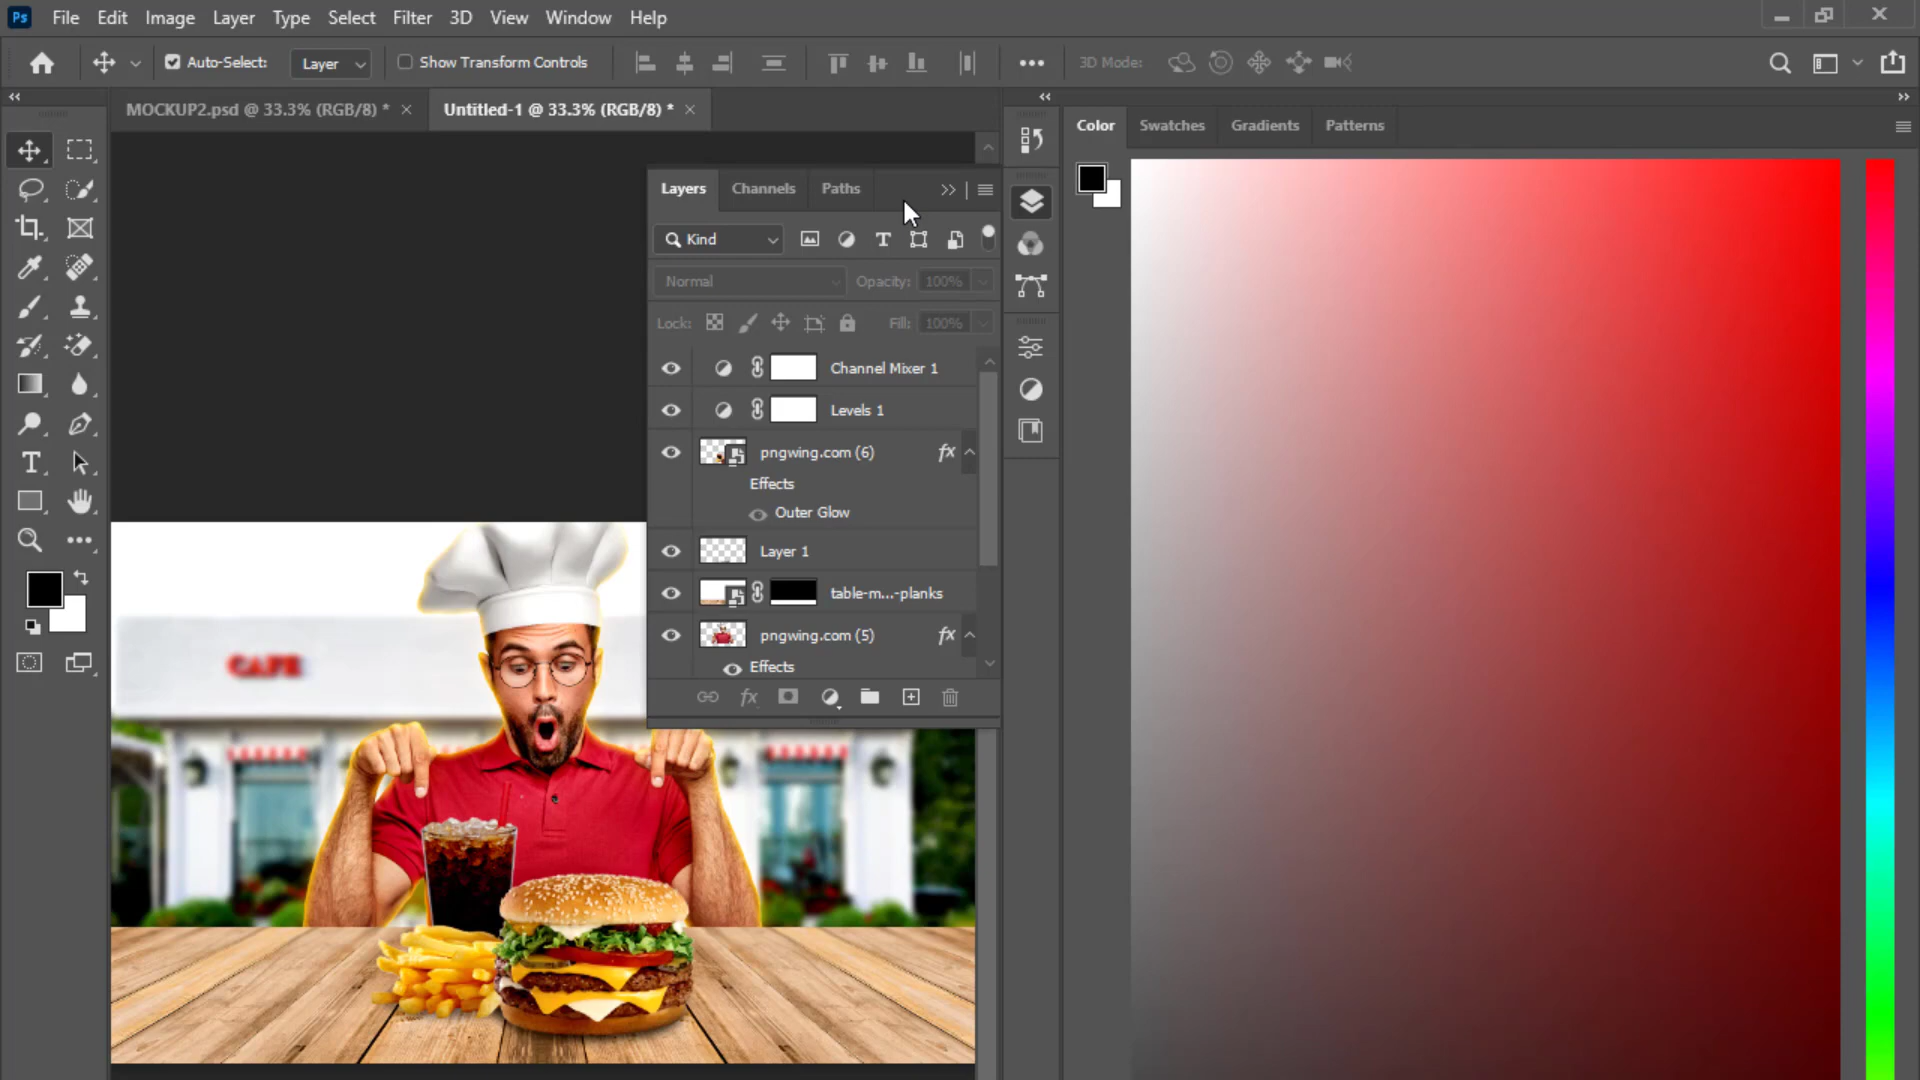 Ps File Edit Image Layer Type Select Filter 3D View Window Help
Auto-Select: Layer Show Transform Controls 3D Mode:
MOCKUP2.psd @ 33.3% (RGB/8) * × Untitled-1 @ 33.3% (RGB/8) * ×
Color Swatches Gradients Patterns
Layers Channels Paths
Kind
Normal Opacity: 100%
Lock: Fill: 100%
Channel Mixer 1
Levels 1
pngwing.com (6) fx
Effects
Outer Glow
Layer 1
table-m...-planks
pngwing.com (5) fx
Effects
fx
CAFE